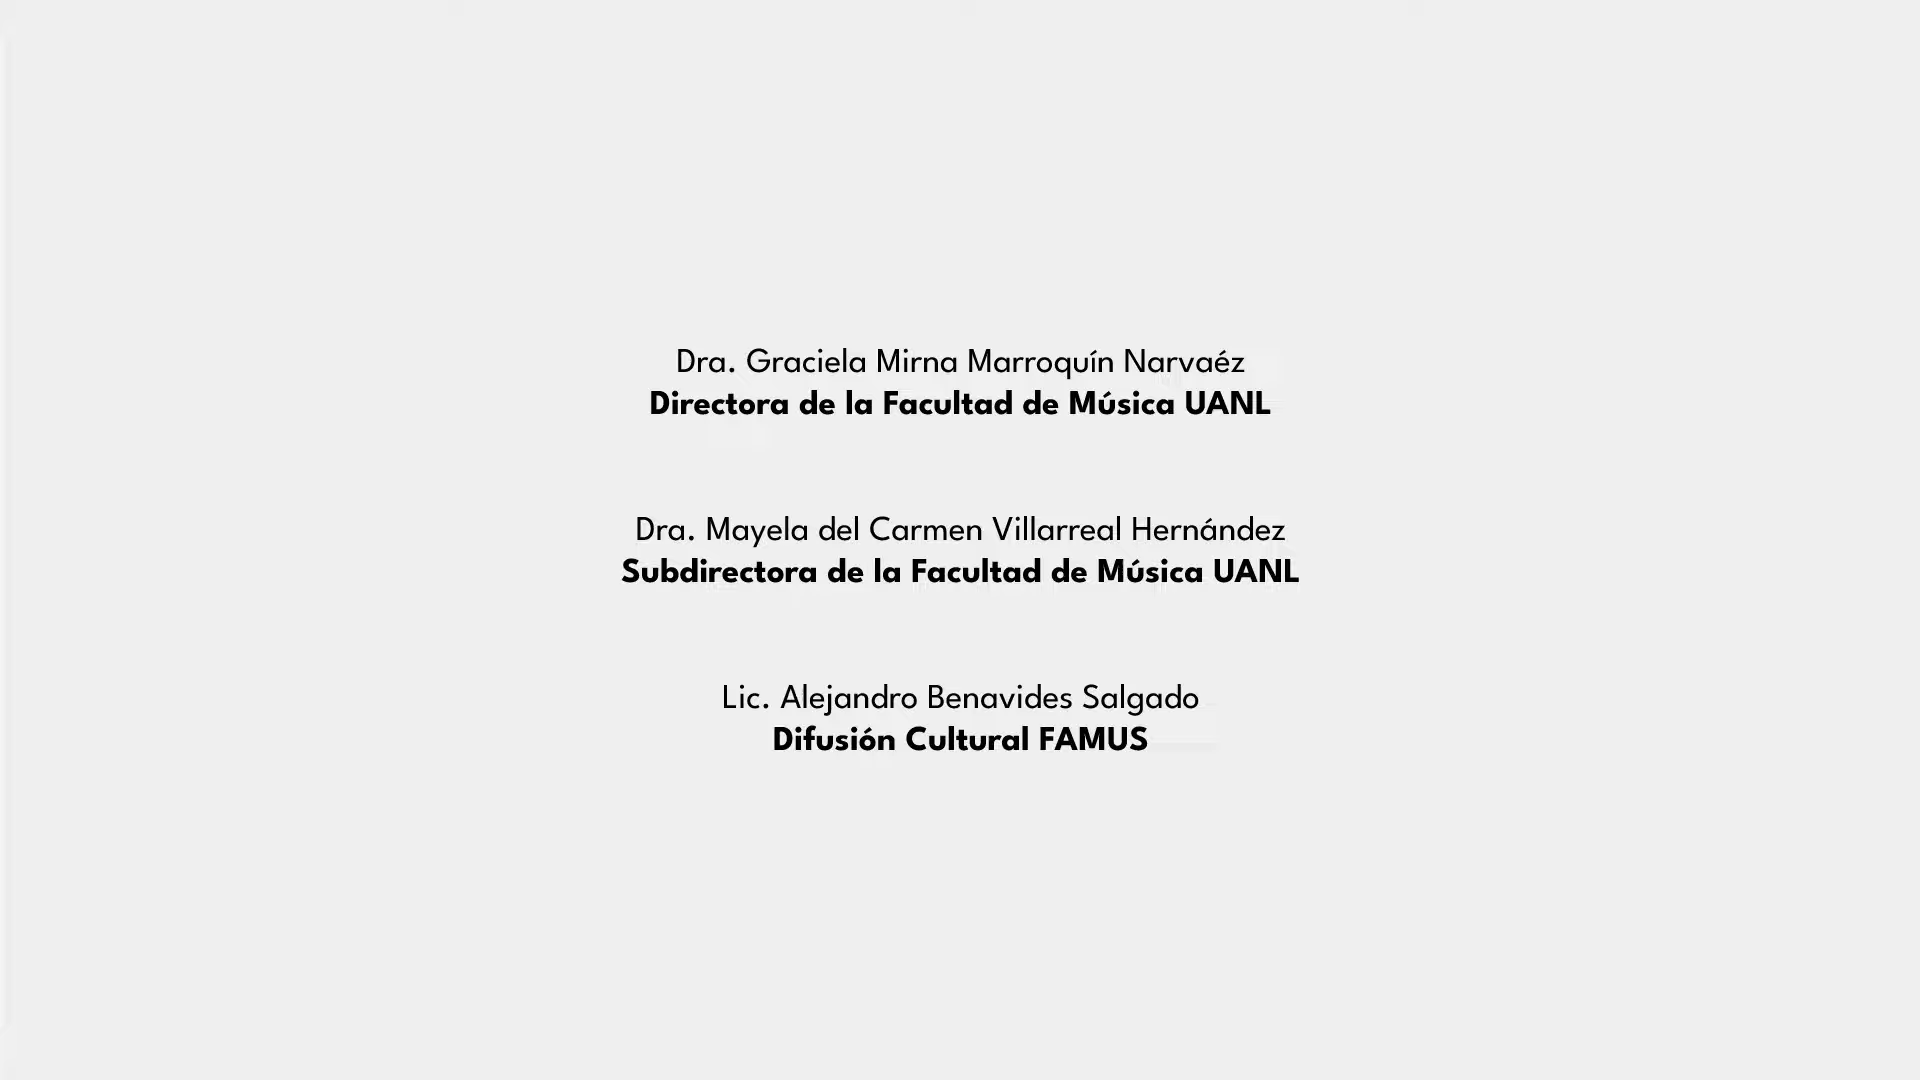 Dra. Graciela Mirna Marroquín Narvaéz
Directora de la Facultad de Música UANL
Dra. Mayela del Carmen Villarreal Hernández
Subdirectora de la Facultad de Música UANL
Lic. Alejandro Benavides Salgado
Difusión Cultural FAMUS